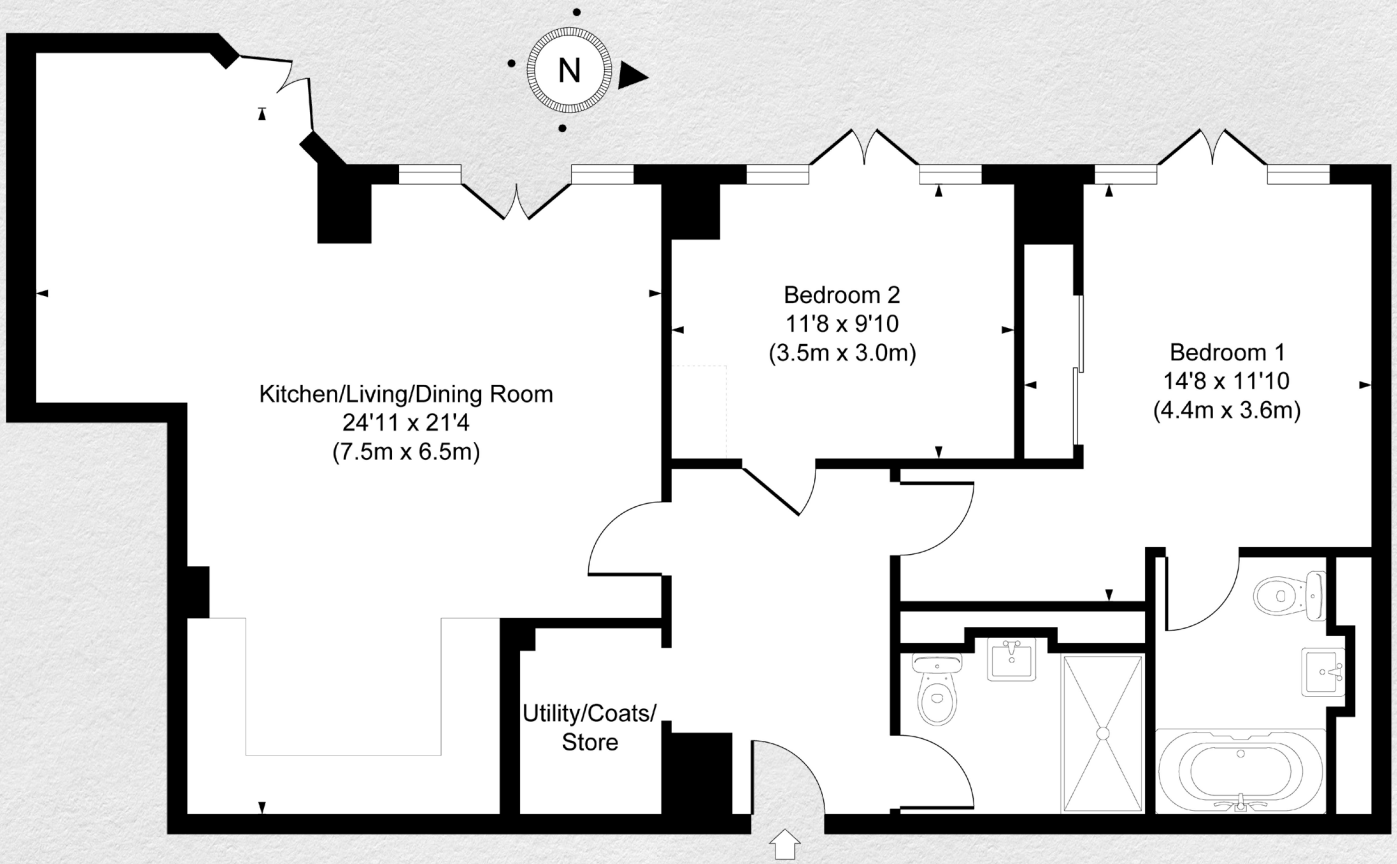 N
Kitchen/Living/Dining Room
24'11 x 21'4
(7.5m x 6.5m)
Bedroom 2
11'8 x 9'10
(3.5m x 3.0m)
Bedroom 1
14'8 x 11'10
(4.4m x 3.6m)
Utility/Coats/
Store